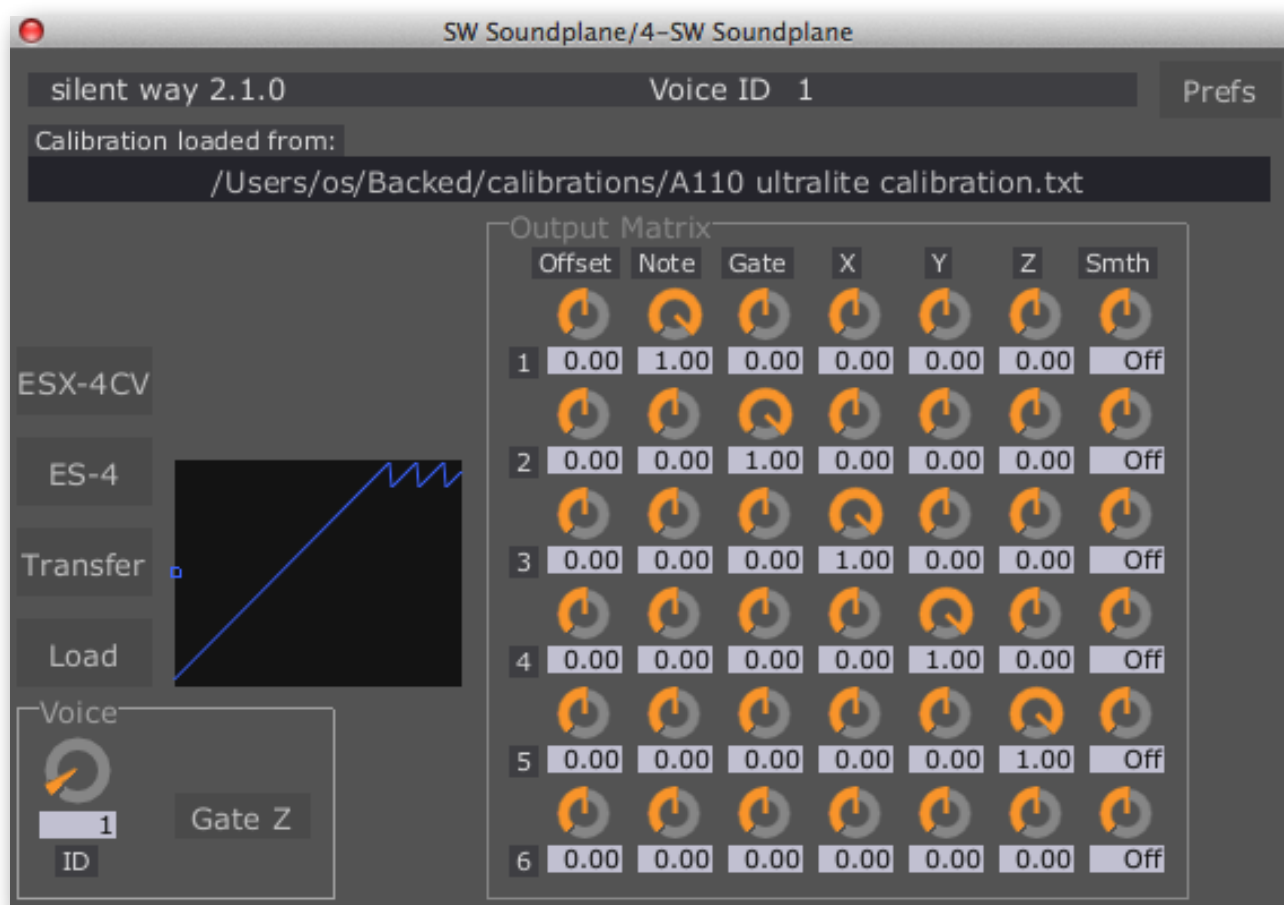 SW Soundplane/4-SW Soundplane
silent way 2.1.0 Voice ID 1
Prefs
Calibration loaded from:
/Users/os/Backed/calibrations/A110 ultralite calibration.txt
Output Matrix
Offset Note Gate X Y Z Smth
1 0.00 1.00 0.00 0.00 0.00 0.00 Off
2 0.00 0.00 1.00 0.00 0.00 0.00 Off
3 0.00 0.00 0.00 1.00 0.00 0.00 Off
4 0.00 0.00 0.00 0.00 1.00 0.00 Off
5 0.00 0.00 0.00 0.00 0.00 1.00 Off
6 0.00 0.00 0.00 0.00 0.00 0.00 Off
ESX-4CV
ES-4
Transfer
Load
Voice
1
ID
Gate Z